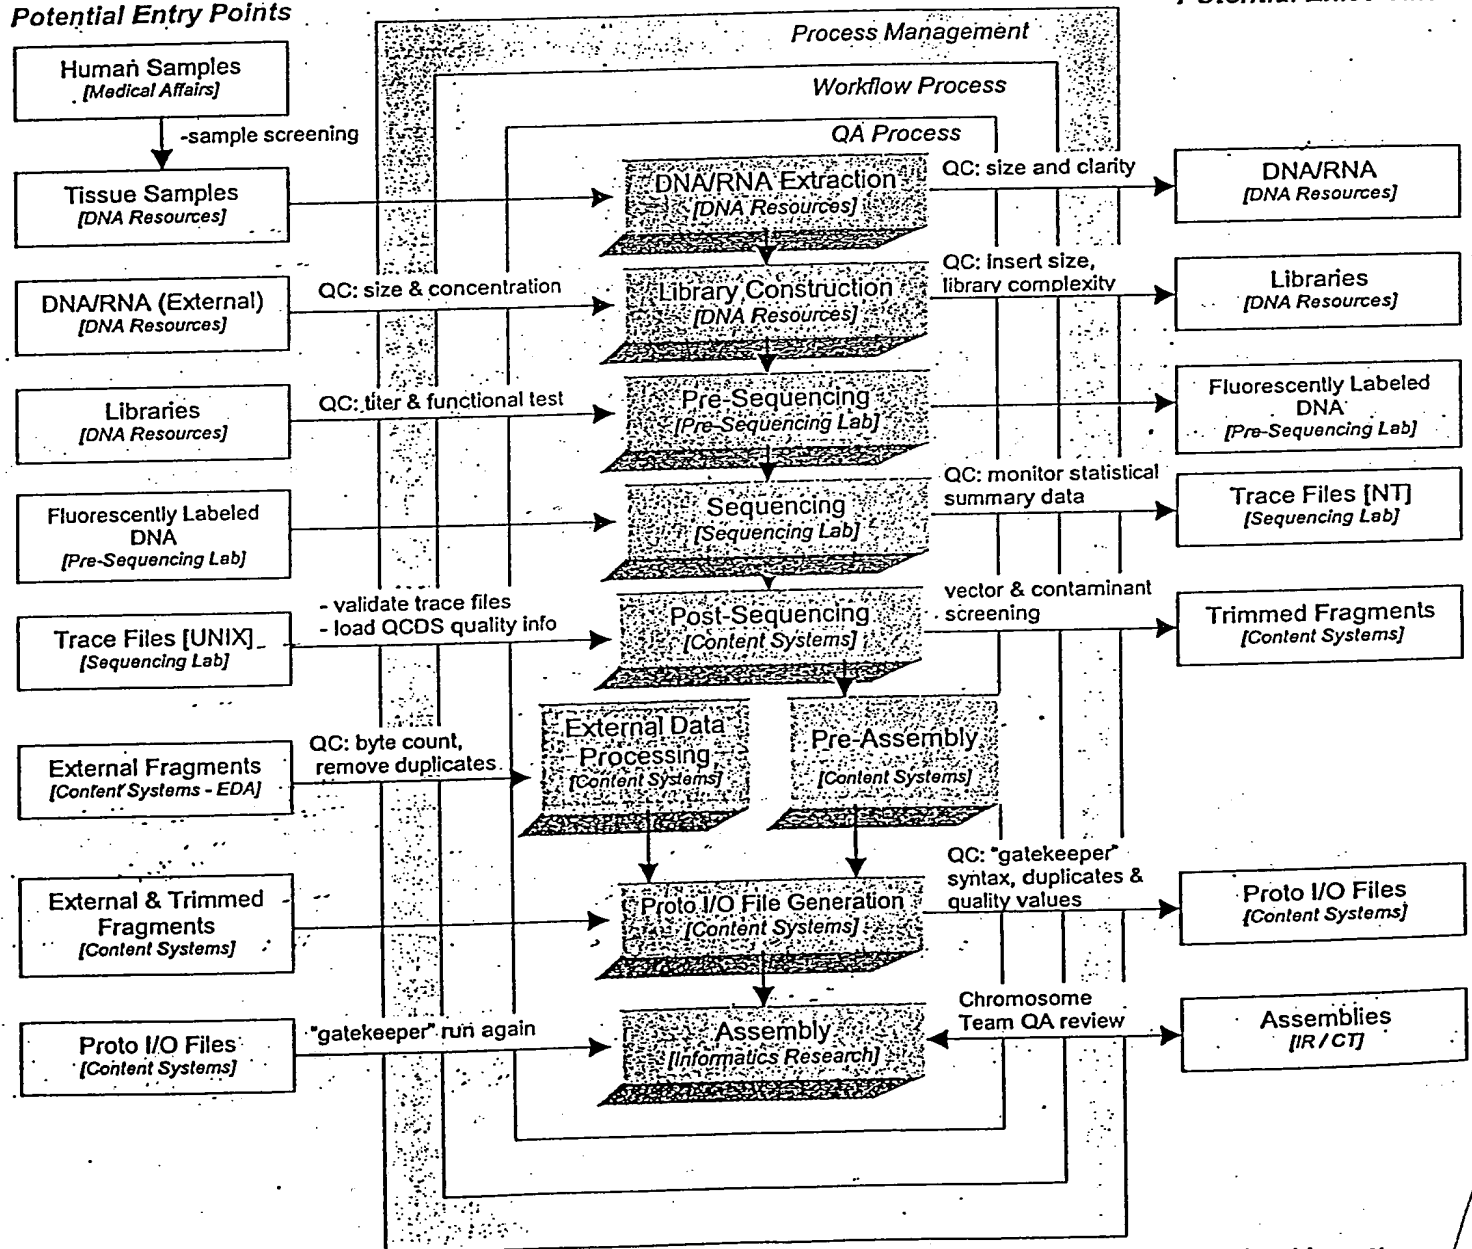 Potential Entry Points
Process Management
Workflow Process
QA Process
Human Samples
[Medical Affairs]
-sample screening
Tissue Samples
[DNA Resources]
DNA/RNA Extraction
[DNA Resources]
QC: size and clarity
DNA/RNA
[DNA Resources]
DNA/RNA (External)
[DNA Resources]
QC: size & concentration
Library Construction
[DNA Resources]
QC: insert size,
library complexity
Libraries
[DNA Resources]
Libraries
[DNA Resources]
QC: titer & functional test
Pre-Sequencing
[Pre-Sequencing Lab]
Fluorescently Labeled
DNA
[Pre-Sequencing Lab]
Fluorescently Labeled
DNA
[Pre-Sequencing Lab]
Sequencing
[Sequencing Lab]
QC: monitor statistical
summary data
Trace Files [NT]
[Sequencing Lab]
Trace Files [UNIX]
[Sequencing Lab]
- validate trace files
- load QCDS quality info
Post-Sequencing
[Content Systems]
vector & contaminant
screening
Trimmed Fragments
[Content Systems]
External Fragments
[Content Systems - EDA]
QC: byte count,
remove duplicates
External Data
Processing
[Content Systems]
Pre-Assembly
[Content Systems]
External & Trimmed
Fragments
[Content Systems]
Proto I/O File Generation
[Content Systems]
QC: "gatekeeper"
syntax, duplicates &
quality values
Proto I/O Files
[Content Systems]
Proto I/O Files
[Content Systems]
"gatekeeper" run again
Assembly
[Informatics Research]
Chromosome
Team QA review
Assemblies
[IR / CT]